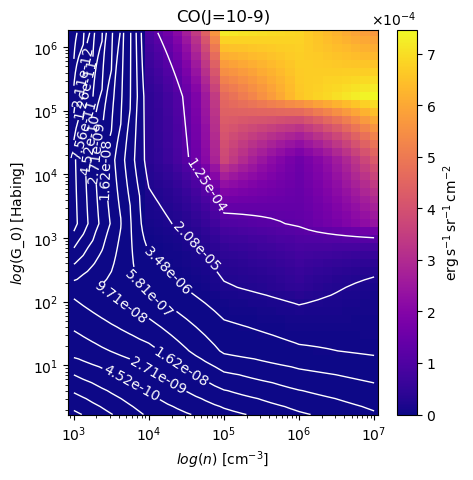 CO(J=10-9)
×10⁻⁴
10⁶
10⁵
10⁴
10³
10²
10¹
log(G_0) [Habing]
1.25e-04
2.08e-05
3.48e-06
5.81e-07
9.71e-08
1.62e-08
2.71e-09
4.52e-10
1.62e-08
2.71e-09
10³
10⁴
10⁵
10⁶
10⁷
log(n) [cm⁻³]
7
6
5
4
3
2
1
0
erg s⁻¹ sr⁻¹ cm⁻²